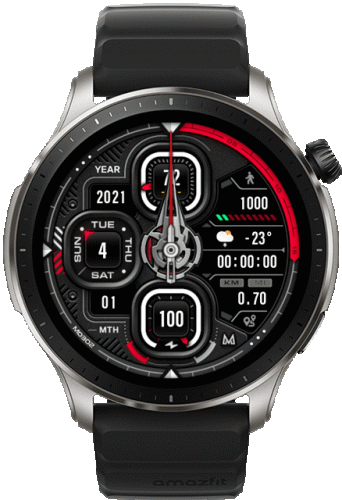 YEAR
2021
72
1000
-23°
00:00:00
KM MI
0.70
TUE
SUN 4 THU
SAT
01
MTH
100
amazfit